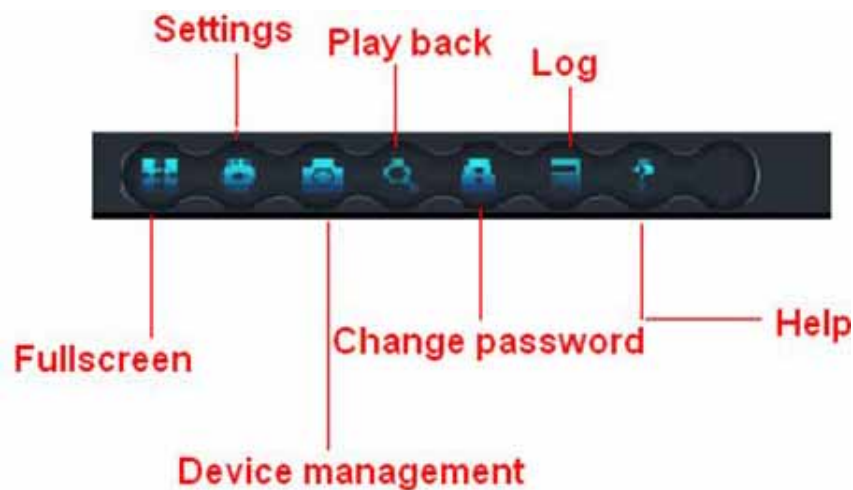 Settings
Play back
Log
Fullscreen
Change password
Help
Device management